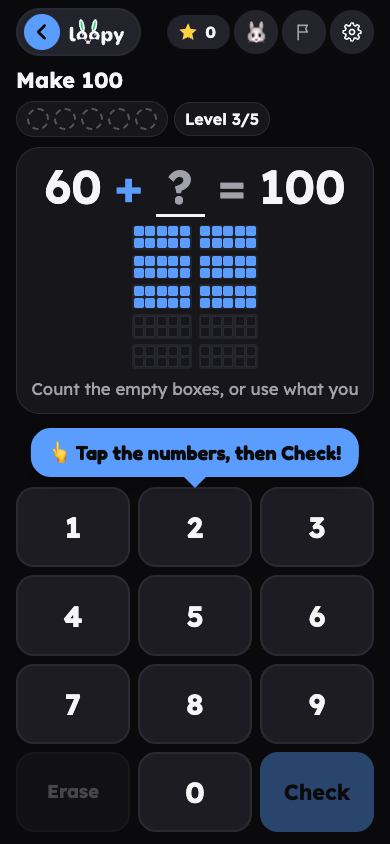 loopy
0
Make 100
Level 3/5
60 + ? = 100
Count the empty boxes, or use what you
👆 Tap the numbers, then Check!
1 2 3
4 5 6
7 8 9
Erase 0 Check